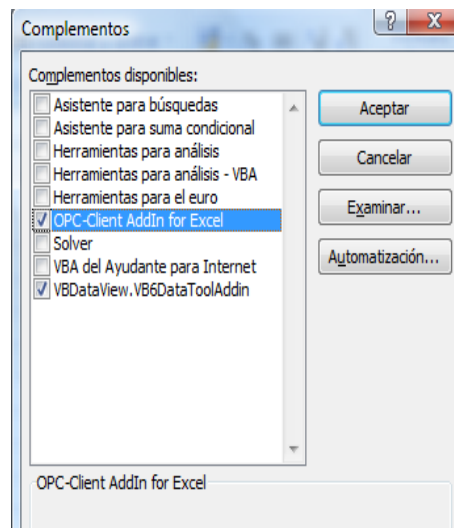 Complementos
Complementos disponibles:
Asistente para búsquedas
Asistente para suma condicional
Herramientas para análisis
Herramientas para análisis - VBA
Herramientas para el euro
OPC-Client AddIn for Excel
Solver
VBA del Ayudante para Internet
VBDataView.VB6DataToolAddin
Aceptar
Cancelar
Examinar...
Automatización...
OPC-Client AddIn for Excel